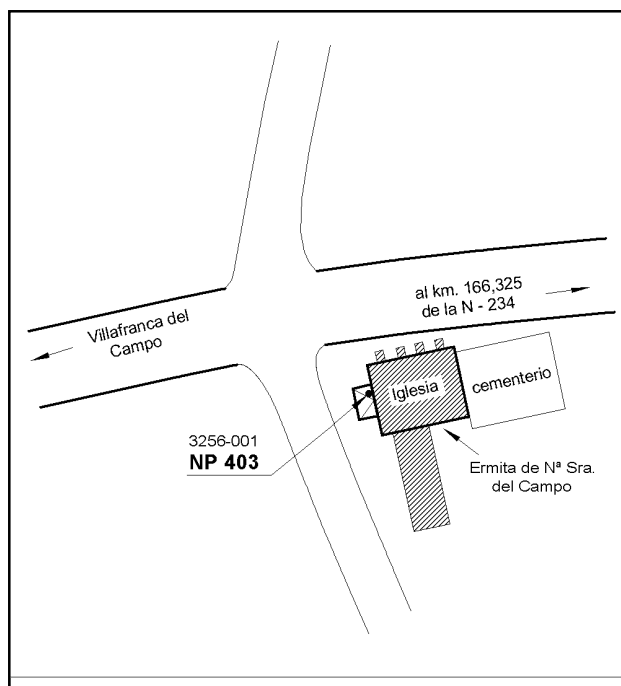 al km. 166,325
de la N - 234
Villafranca del
Campo
Iglesia
cementerio
3256-001
NP 403
Ermita de Nª Sra.
del Campo